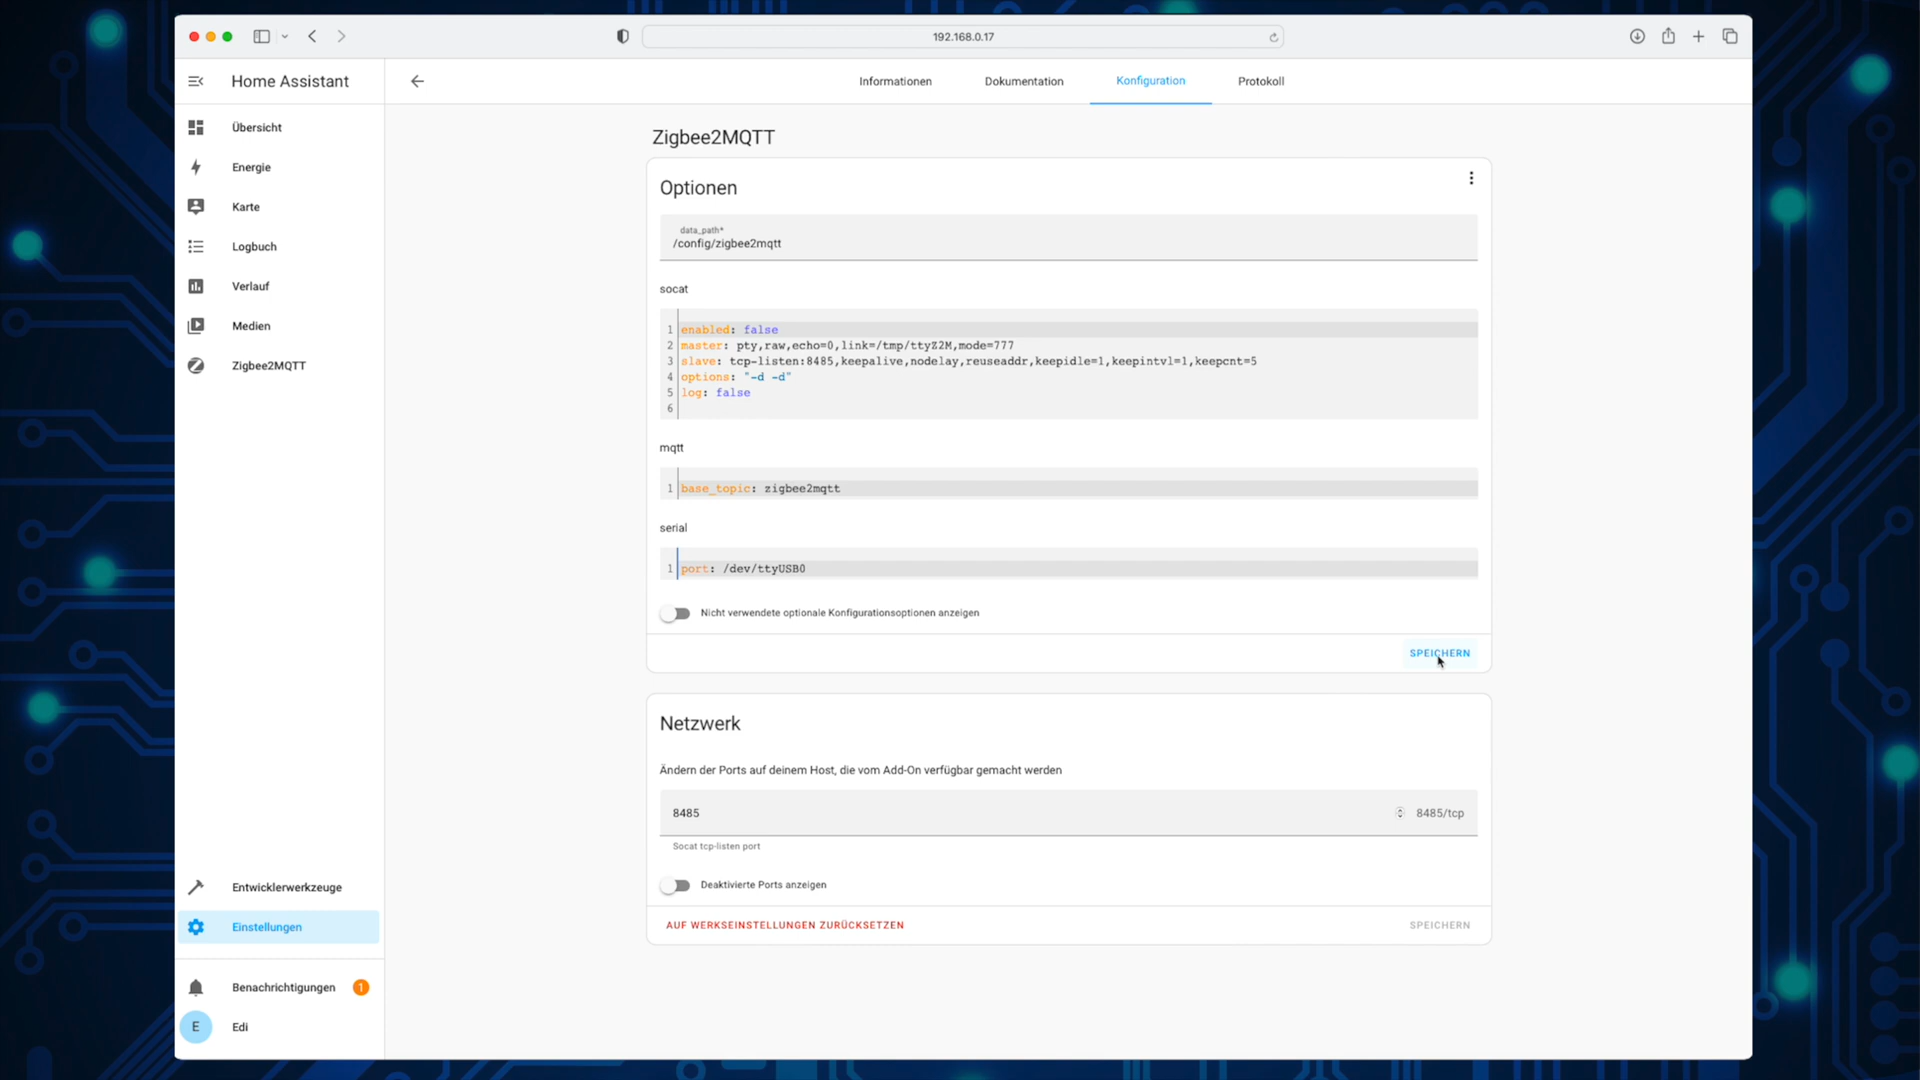 192.168.0.17
Home Assistant
Informationen
Dokumentation
Konfiguration
Protokoll
Übersicht
Energie
Karte
Logbuch
Verlauf
Medien
Zigbee2MQTT
Entwicklerwerkzeuge
Einstellungen
Benachrichtigungen
1
E
Edi
Zigbee2MQTT
Optionen
data_path*
/config/zigbee2mqtt
socat
1 enabled: false
2 master: pty,raw,echo=0,link=/tmp/ttyZ2M,mode=777
3 slave: tcp-listen:8485,keepalive,nodelay,reuseaddr,keepidle=1,keepintvl=1,keepcnt=5
4 options: "-d -d"
5 log: false
6
mqtt
1 base_topic: zigbee2mqtt
serial
1 port: /dev/ttyUSB0
Nicht verwendete optionale Konfigurationsoptionen anzeigen
SPEICHERN
Netzwerk
Ändern der Ports auf deinem Host, die vom Add-On verfügbar gemacht werden
8485
8485/tcp
Socat tcp-listen port
Deaktivierte Ports anzeigen
AUF WERKSEINSTELLUNGEN ZURÜCKSETZEN
SPEICHERN